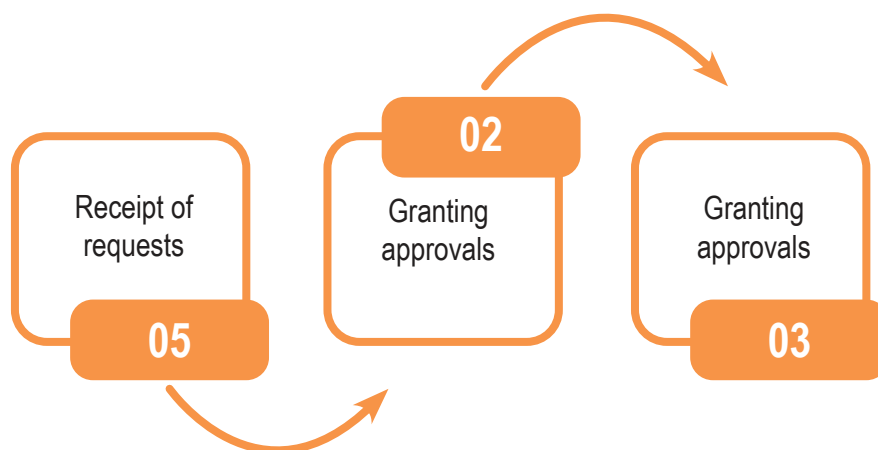 Receipt of
requests
05
02
Granting
approvals
Granting
approvals
03